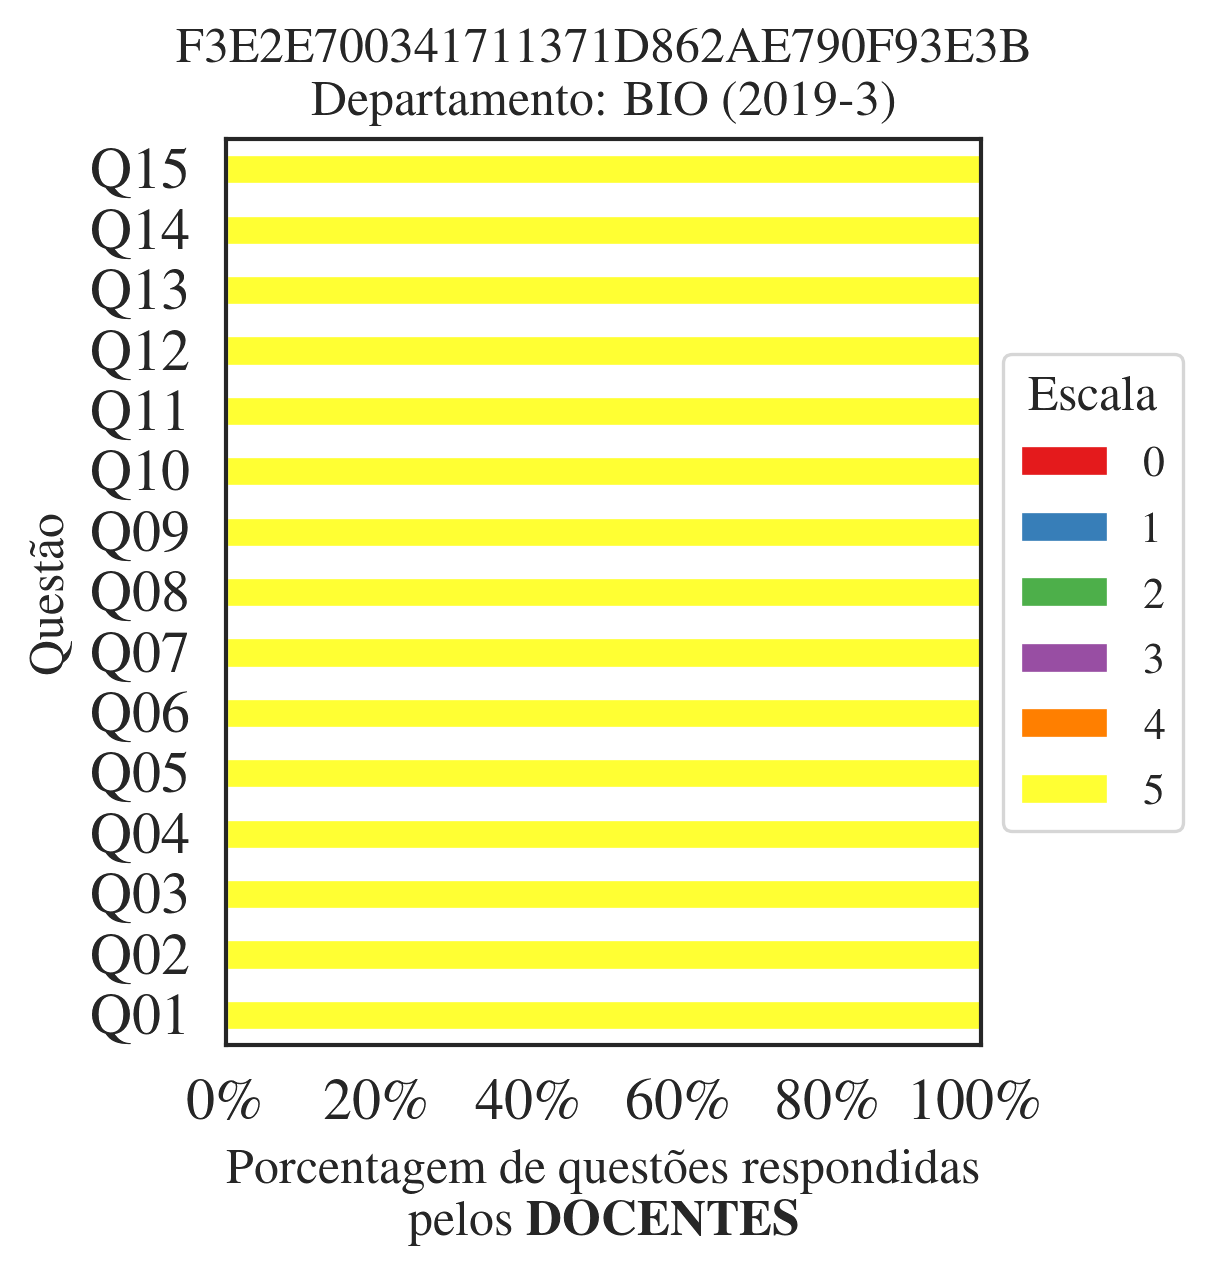 F3E2E700341711371D862AE790F93E3B
Departamento: BIO (2019-3)
Q15
Q14
Q13
Q12
Q11
Q10
Q09
Q08
Q07
Q06
Q05
Q04
Q03
Q02
Q01
Questão
0% 20% 40% 60% 80% 100%
Porcentagem de questões respondidas
pelos DOCENTES
Escala
0
1
2
3
4
5